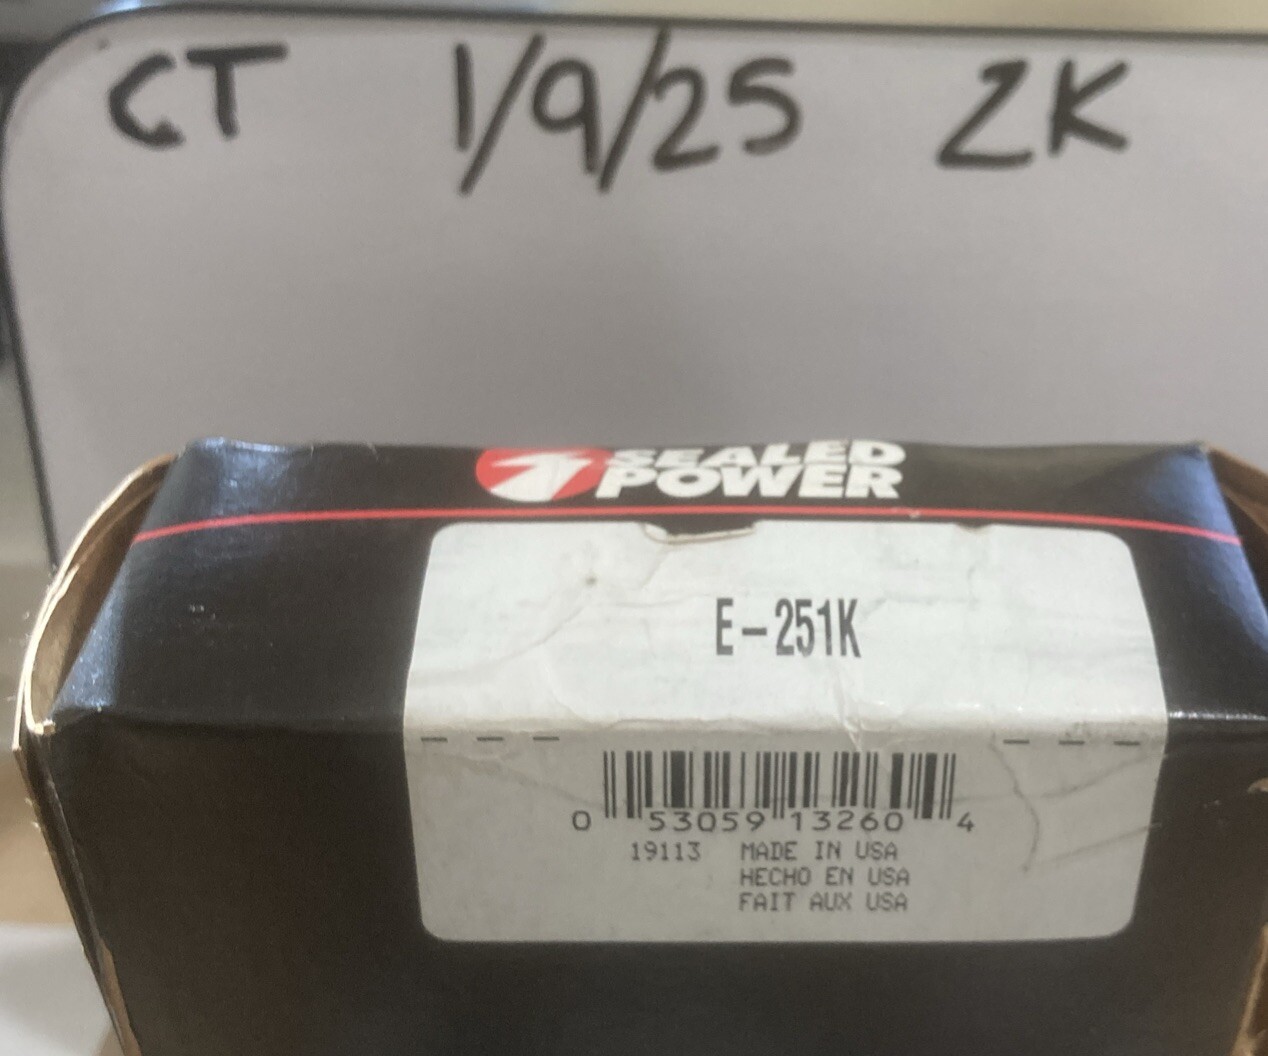 CT 1/9/25 ZK
SEALED
POWER
E-251K
0 53059 13260 4
19113 MADE IN USA
HECHO EN USA
FAIT AUX USA